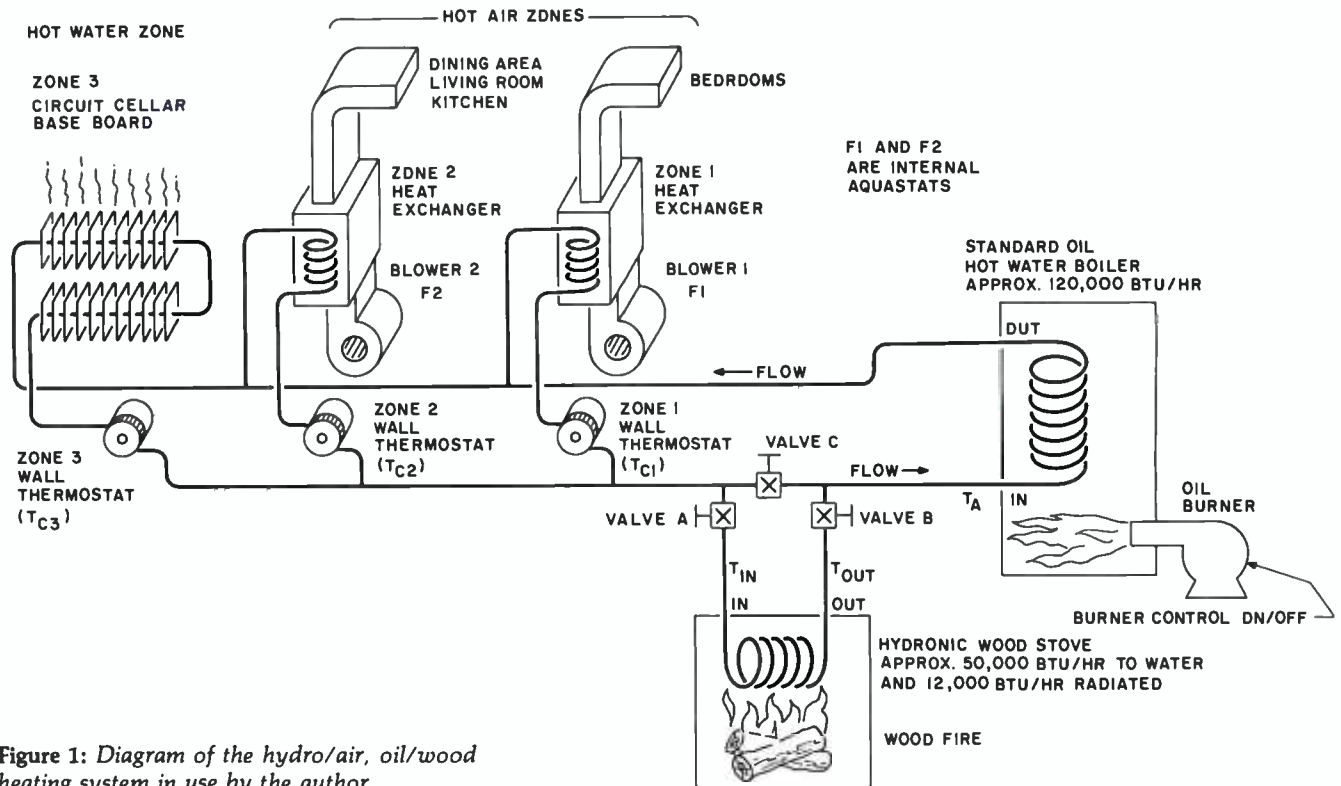 HOT WATER ZONE
ZONE 3
CIRCUIT CELLAR
BASE BOARD
HOT AIR ZDNES
DINING AREA
LIVING ROOM
KITCHEN
BEDRDOMS
ZDNE 2
HEAT
EXCHANGER
BLOWER 2
F2
ZONE 1
HEAT
EXCHANGER
BLOWER 1
F1
F1 AND F2
ARE INTERNAL
AQUASTATS
STANDARD OIL
HOT WATER BOILER
APPROX. 120,000 BTU/HR
DUT
FLOW
ZONE 3
WALL
THERMOSTAT
(TC3)
ZONE 2
WALL
THERMOSTAT
(TC2)
ZONE 1
WALL
THERMOSTAT
(TC1)
VALVE C
FLOW
TA
IN
OIL
BURNER
VALVE A
VALVE B
TIN
TOUT
IN
OUT
BURNER CONTROL DN/OFF
HYDRONIC WOOD STOVE
APPROX. 50,000 BTU/HR TO WATER
AND 12,000 BTU/HR RADIATED
WOOD FIRE
Figure 1: Diagram of the hydro/air, oil/wood
heating system in use by the author